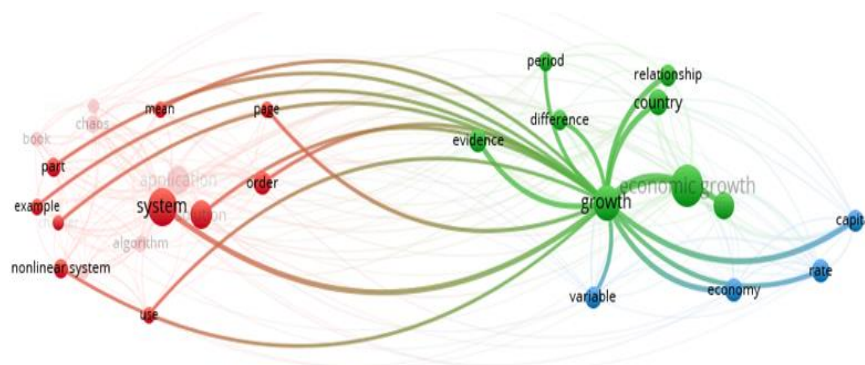 period
relationship
mean
page
country
chaos
difference
book
evidence
part
application
order
economic growth
example
system
growth
capit
algorithm
nonlinear system
rate
economy
variable
use